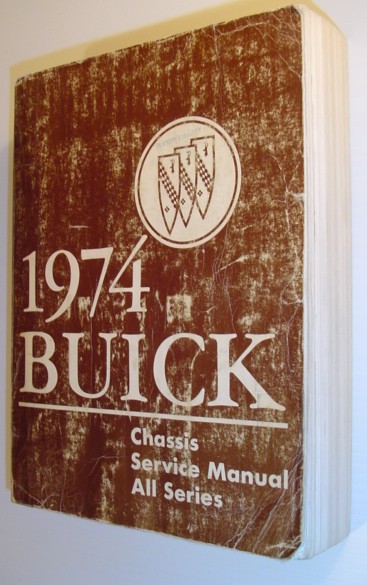 1974
BUICK
Chassis
Service Manual
All Series